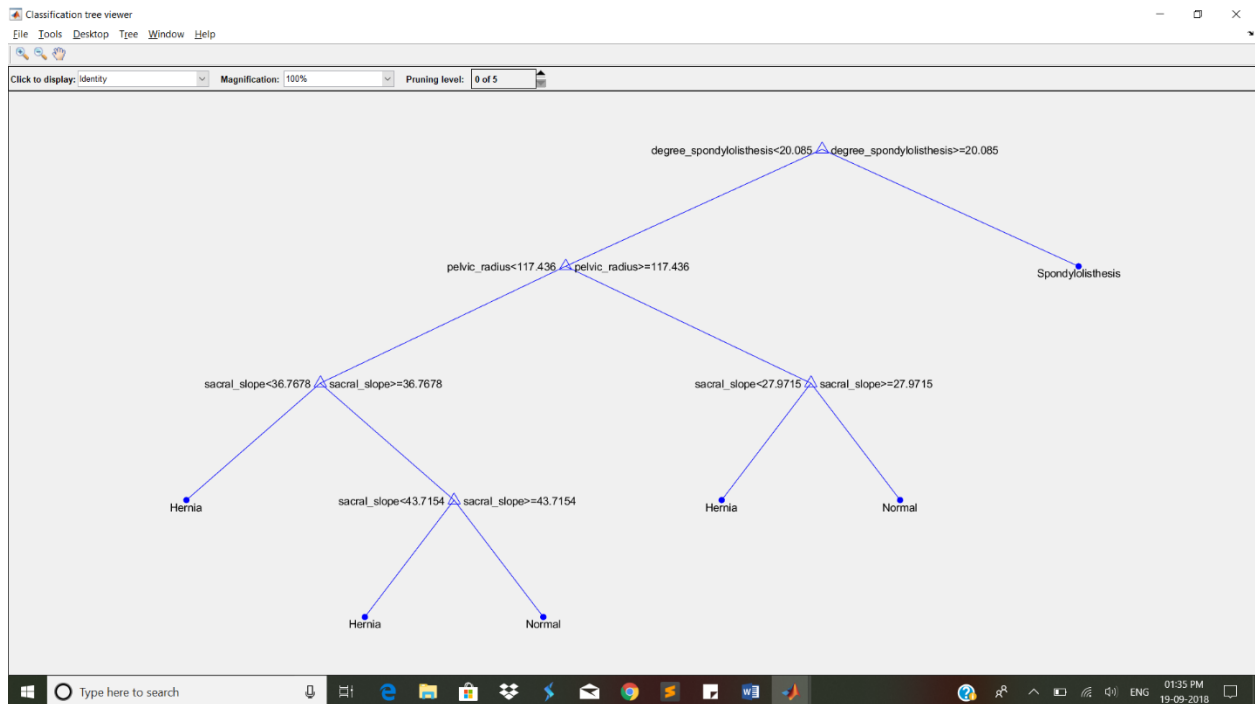 Classification tree viewer
File Tools Desktop Tree Window Help
Click to display: Identity Magnification: 100% Pruning level: 0 of 5
degree_spondylolisthesis<20.085 degree_spondylolisthesis>=20.085
pelvic_radius<117.436 pelvic_radius>=117.436
Spondylolisthesis
sacral_slope<36.7678 sacral_slope>=36.7678
sacral_slope<27.9715 sacral_slope>=27.9715
Hernia
sacral_slope<43.7154 sacral_slope>=43.7154
Hernia
Normal
Hernia
Normal
Type here to search
ENG
01:35 PM
19-09-2018